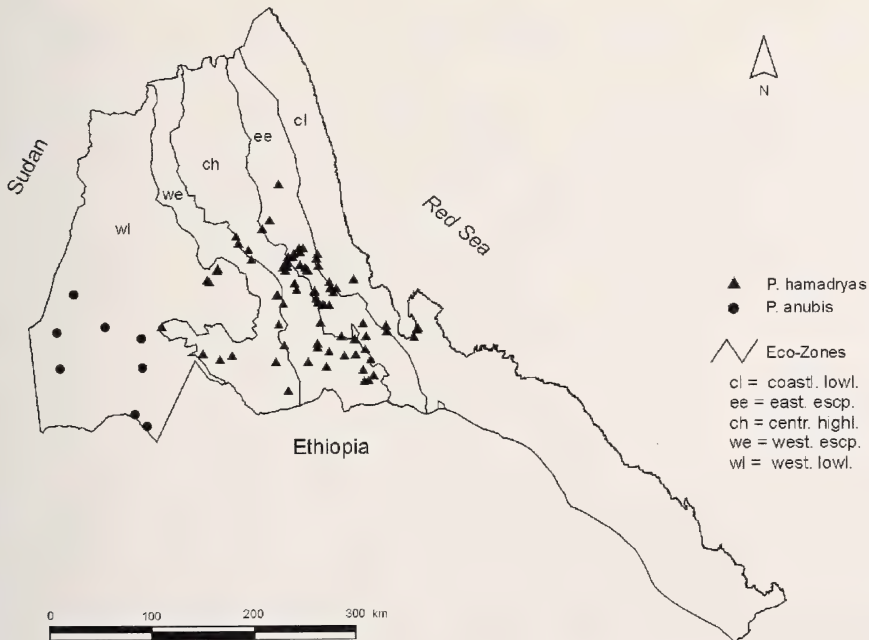 N
Sudan
Red Sea
Ethiopia
cl
ee
ch
we
wl
P. hamadryas
P. anubis
Eco-Zones
cl = coastl. lowl.
ee = east. escp.
ch = centr. highl.
we = west. escp.
wl = west. lowl.
0 100 200 300 km